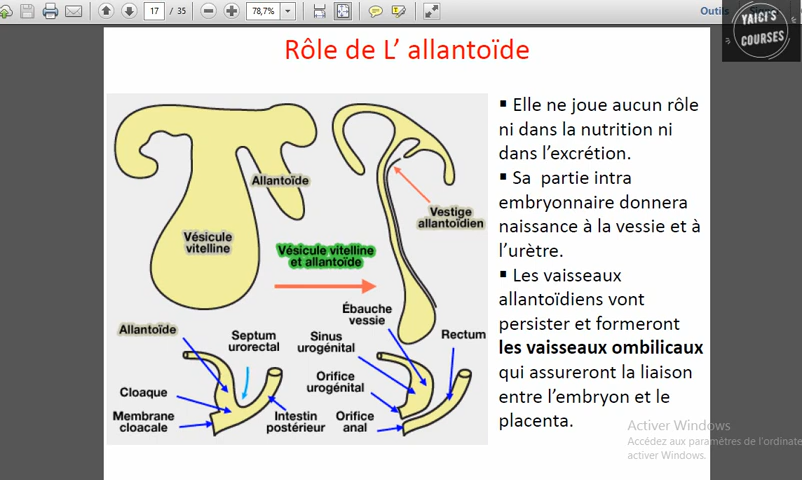 17 / 35
78,7%
Outils
YAICI'S
COURSES
Rôle de L’ allantoïde
Allantoïde
Vésicule
vitelline
Vésicule vitelline
et allantoïde
Vestige
allantoïdien
Allantoïde
Septum
urorectal
Cloaque
Membrane
cloacale
Intestin
postérieur
Ébauche
vessie
Sinus
urogénital
Rectum
Orifice
urogénital
Orifice
anal
▪ Elle ne joue aucun rôle
ni dans la nutrition ni
dans l’excrétion.
▪ Sa partie intra
embryonnaire donnera
naissance à la vessie et à
l’urètre.
▪ Les vaisseaux
allantoïdiens vont
persister et formeront
les vaisseaux ombilicaux
qui assureront la liaison
entre l’embryon et le
placenta.
Activer Windows
Accédez aux paramètres de l'ordinate
activer Windows.